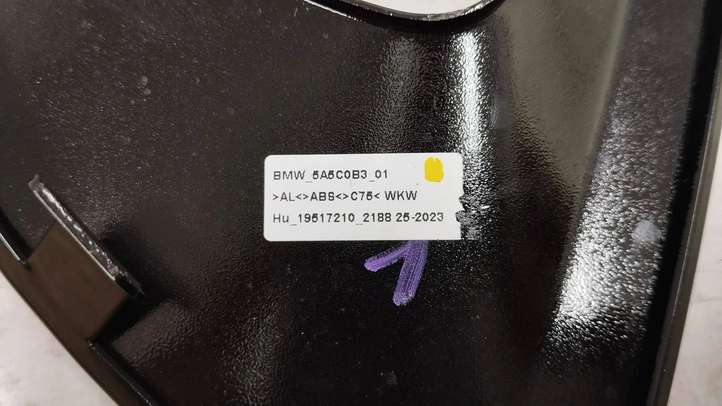 BMW_5A5C0B3_01
>AL<>ABS<>C75< WKW
Hu_19517210_2188 25-2023